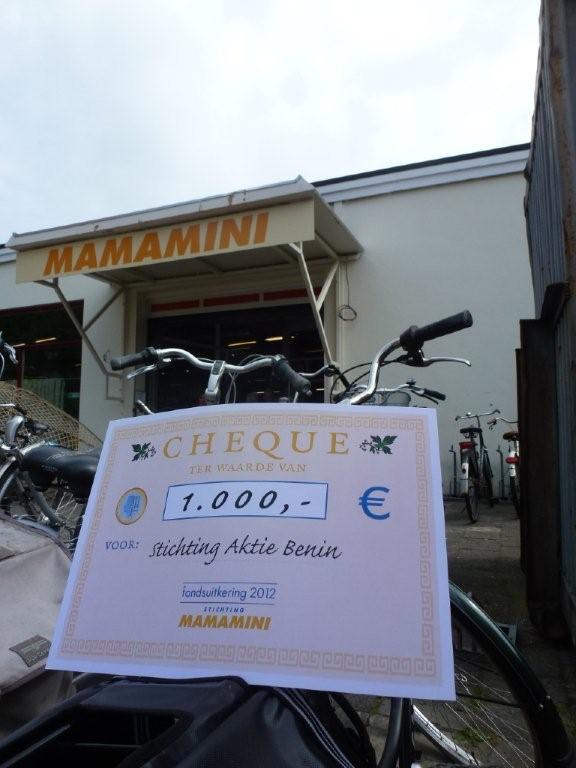 MAMAMINI
CHEQUE
TER WAARDE VAN
1.000,- €
VOOR: Stichting Aktie Benin
fondsuitkering 2012
STICHTING
MAMAMINI